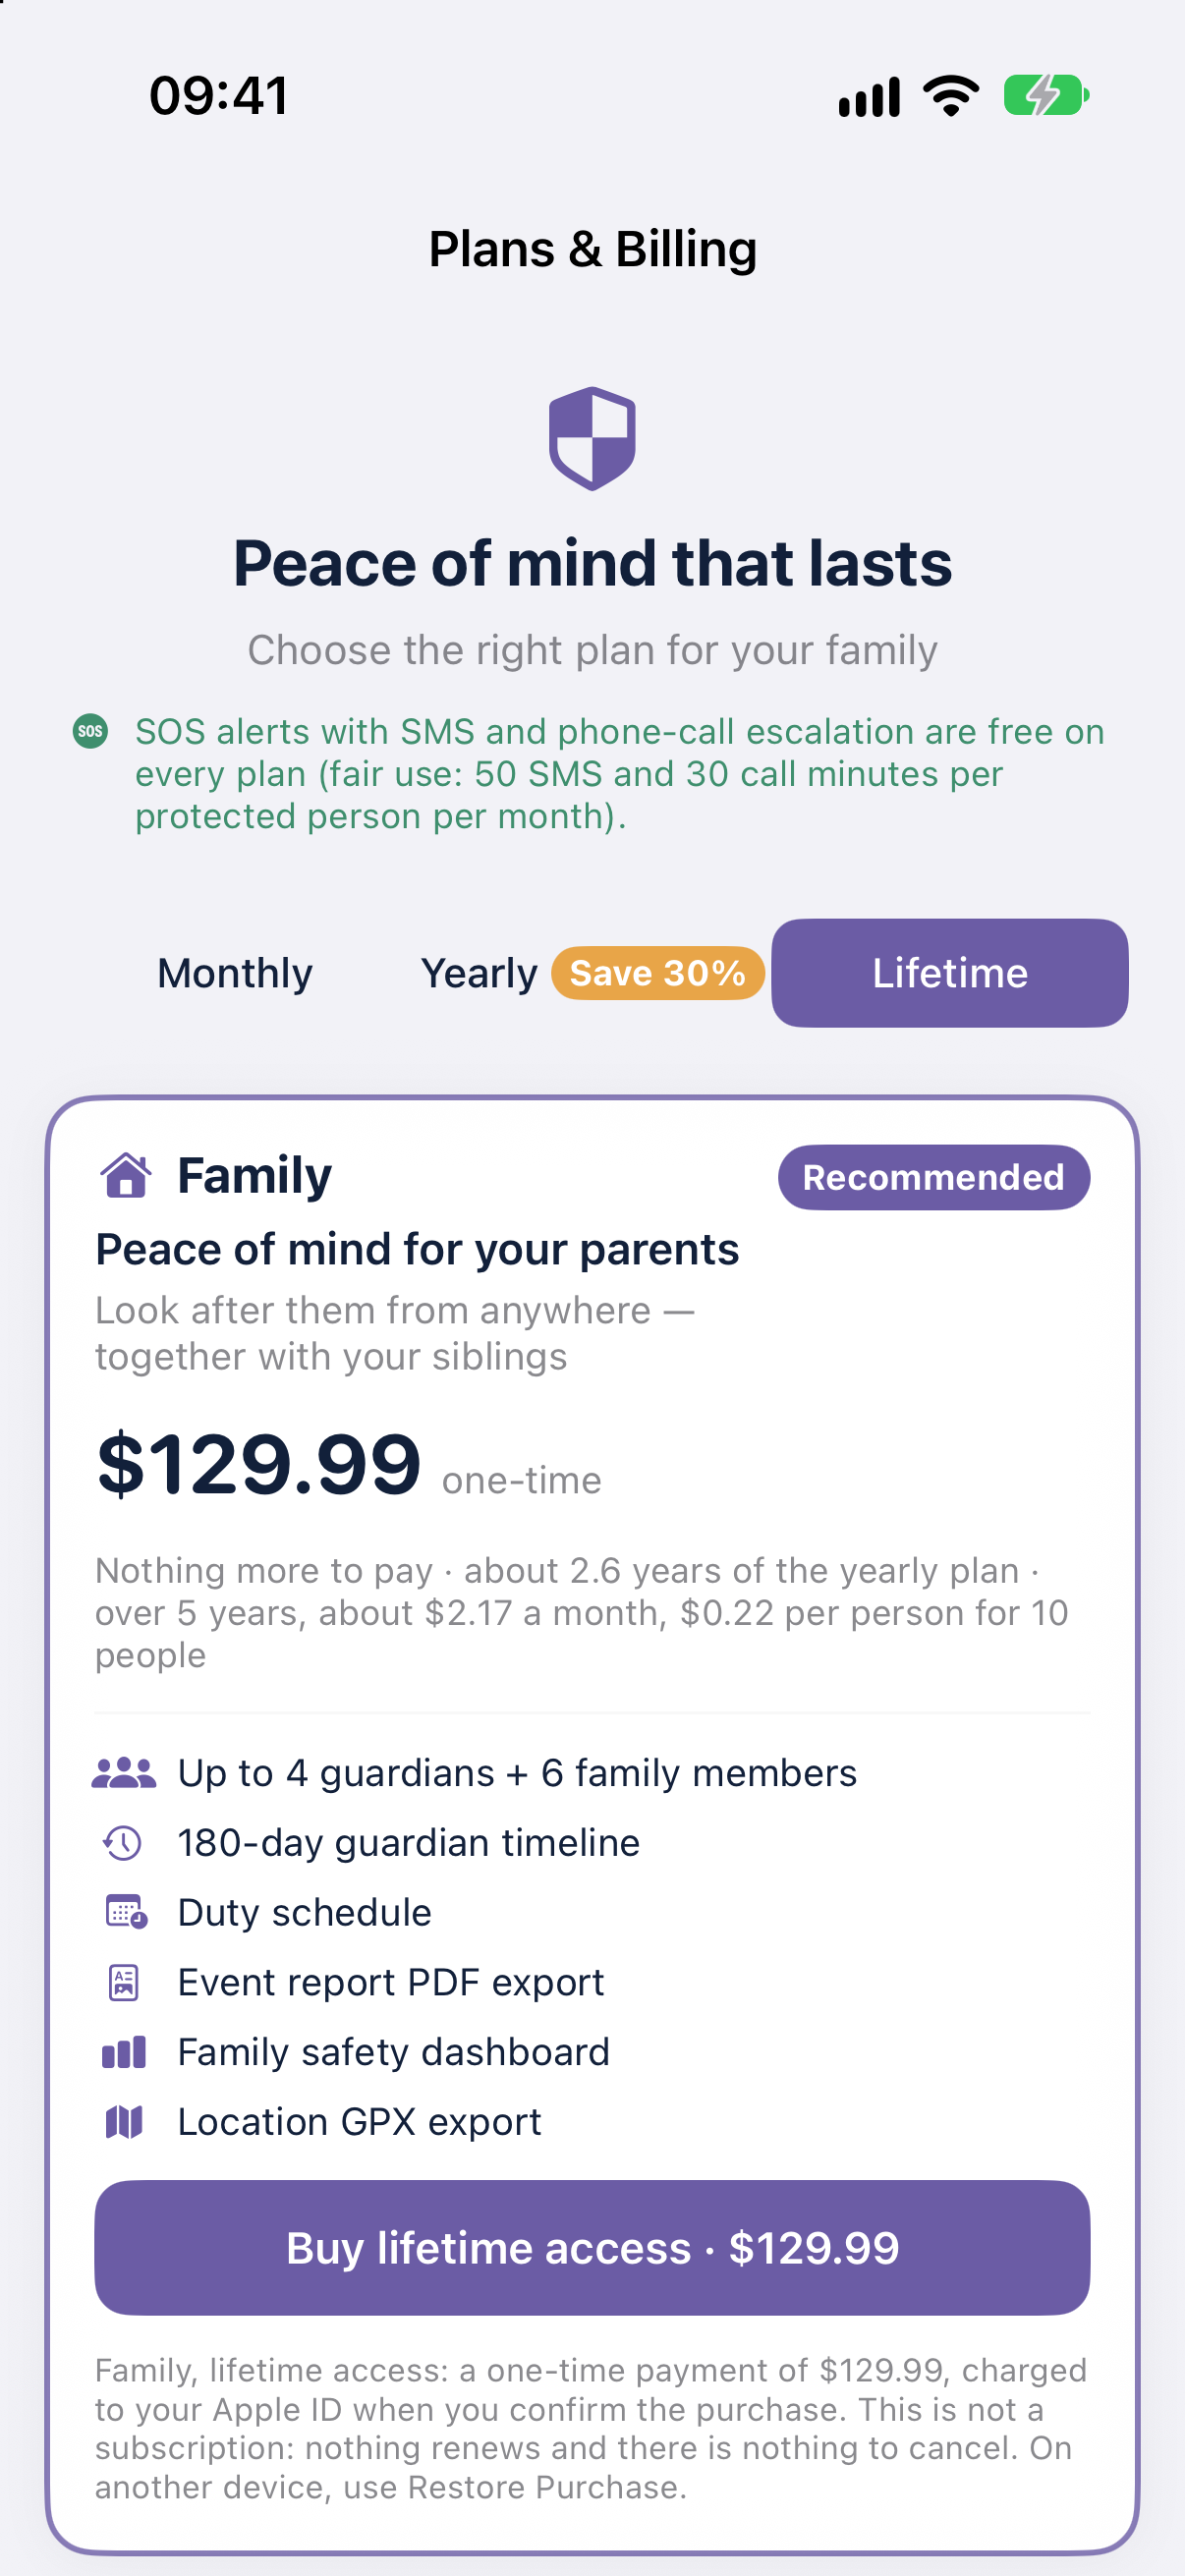 09:41
Plans & Billing
Peace of mind that lasts
Choose the right plan for your family
SOS
SOS alerts with SMS and phone-call escalation are free on
every plan (fair use: 50 SMS and 30 call minutes per
protected person per month).
Monthly
Yearly
Save 30%
Lifetime
Family
Recommended
Peace of mind for your parents
Look after them from anywhere —
together with your siblings
$129.99 one-time
Nothing more to pay · about 2.6 years of the yearly plan ·
over 5 years, about $2.17 a month, $0.22 per person for 10
people
Up to 4 guardians + 6 family members
180-day guardian timeline
Duty schedule
Event report PDF export
Family safety dashboard
Location GPX export
Buy lifetime access · $129.99
Family, lifetime access: a one-time payment of $129.99, charged
to your Apple ID when you confirm the purchase. This is not a
subscription: nothing renews and there is nothing to cancel. On
another device, use Restore Purchase.